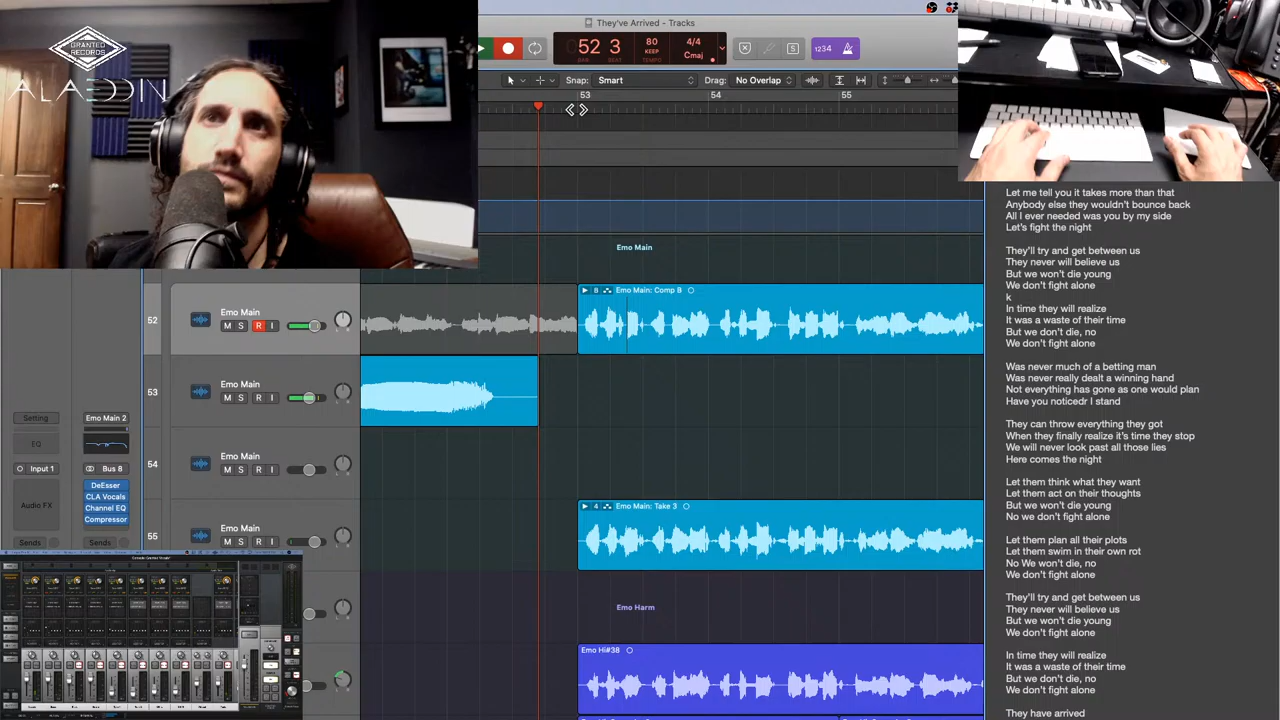 They've Arrived - Tracks
GRANTED
RECORDS
ALAEDDIN
52 3
BAR
BEAT
80
KEEP
TEMPO
4/4
Cmaj
S
1234
Snap: Smart
Drag: No Overlap
53
54
55
Emo Main
52
Emo Main
M S R I
8 Emo Main: Comp B
53
Emo Main
M S R I
54
Emo Main
M S R I
55
Emo Main
M S R I
4 Emo Main: Take 3
Emo Harm
Emo Hi#38
Setting
EQ
Input 1
Audio FX
Sends
Emo Main 2
Bus 8
DeEsser
CLA Vocals
Channel EQ
Compressor
Sends
Let me tell you it takes more than that
Anybody else they wouldn't bounce back
All I ever needed was you by my side
Let's fight the night
They'll try and get between us
They never will believe us
But we won't die young
We don't fight alone
k
In time they will realize
It was a waste of their time
But we don't die, no
We don't fight alone
Was never much of a betting man
Was never really dealt a winning hand
Not everything has gone as one would plan
Have you noticedr I stand
They can throw everything they got
When they finally realize it's time they stop
We will never look past all those lies
Here comes the night
Let them think what they want
Let them act on their thoughts
But we won't die young
No we don't fight alone
Let them plan all their plots
Let them swim in their own rot
No We won't die, no
We don't fight alone
They'll try and get between us
They never will believe us
But we won't die young
We don't fight alone
In time they will realize
It was a waste of their time
But we don't die, no
We don't fight alone
They have arrived